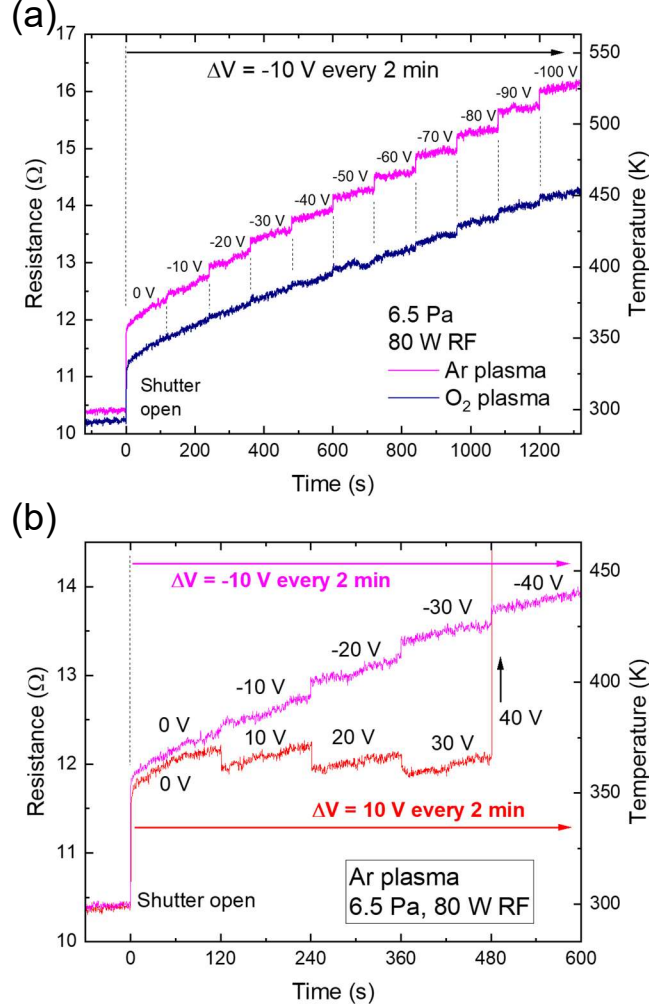 (a)
ΔV = -10 V every 2 min
17
16
15
14
13
12
11
10
Resistance (Ω)
550
500
450
400
350
300
Temperature (K)
0 V
-10 V
-20 V
-30 V
-40 V
-50 V
-60 V
-70 V
-80 V
-90 V
-100 V
6.5 Pa
80 W RF
Ar plasma
O₂ plasma
Shutter
open
0 200 400 600 800 1000 1200
Time (s)
(b)
ΔV = -10 V every 2 min
14
13
12
11
10
Resistance (Ω)
450
400
350
300
Temperature (K)
0 V
-10 V
-20 V
-30 V
-40 V
0 V
10 V
20 V
30 V
40 V
ΔV = 10 V every 2 min
Shutter open
Ar plasma
6.5 Pa, 80 W RF
0 120 240 360 480 600
Time (s)